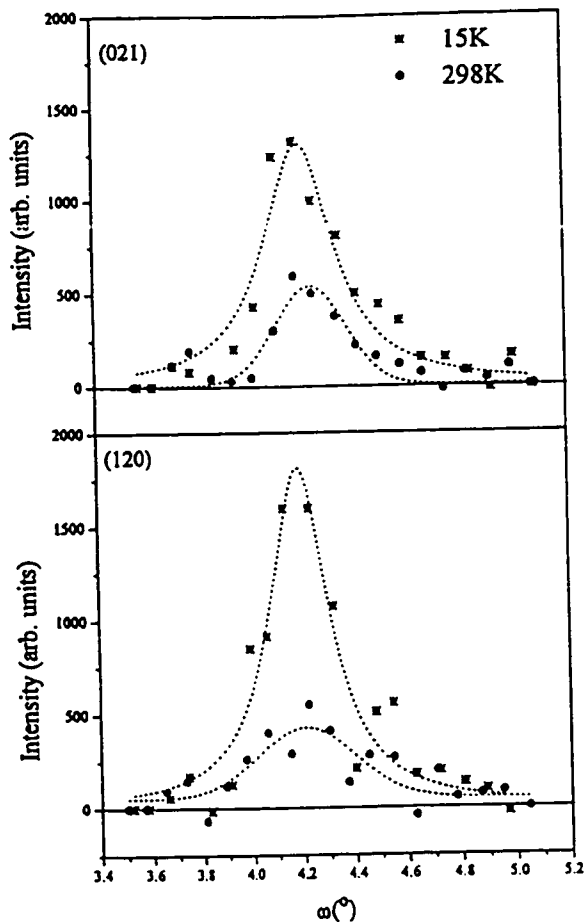 2000
(021)
15K
298K
1500
1000
500
0
Intensity (arb. units)
2000
(120)
1500
1000
500
0
Intensity (arb. units)
3.4 3.6 3.8 4.0 4.2 4.4 4.6 4.8 5.0 5.2
ω(°)